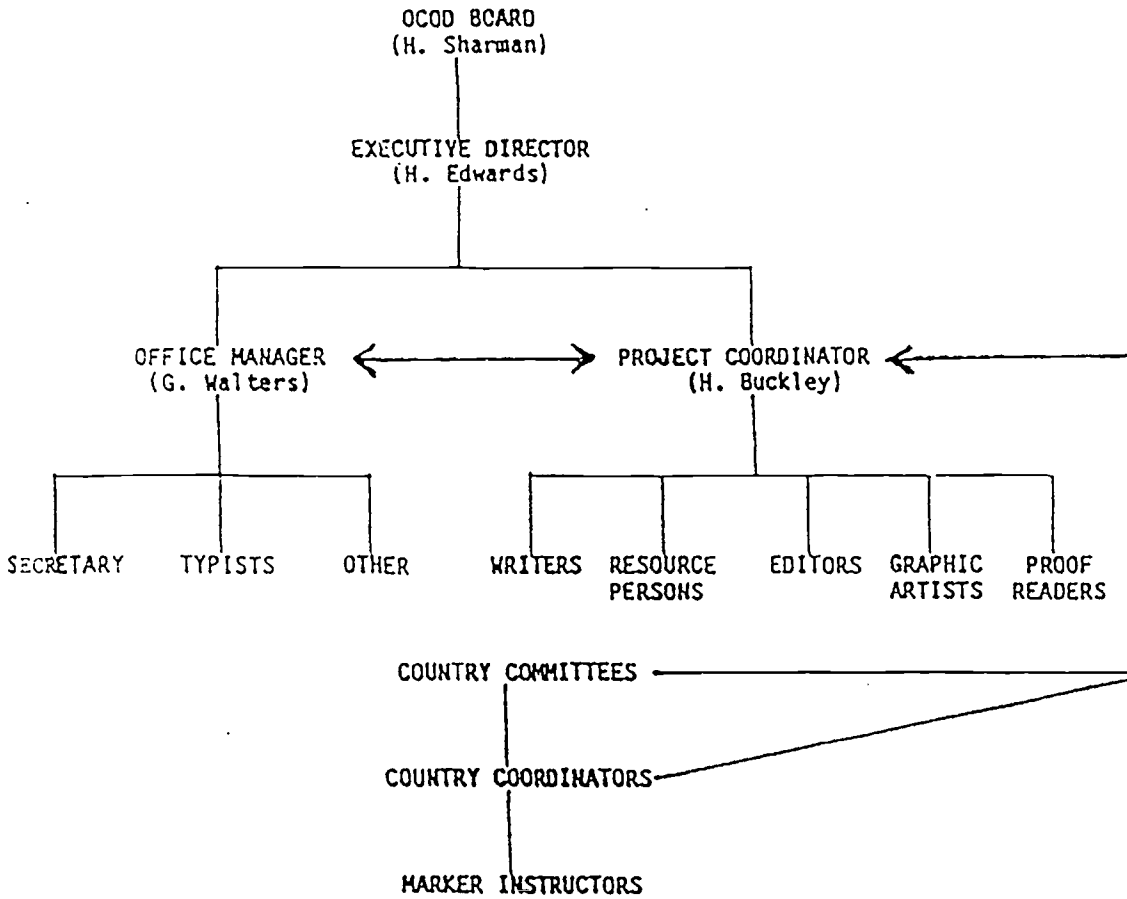 OCOD BOARD
(H. Sharman)
EXECUTIVE DIRECTOR
(H. Edwards)
OFFICE MANAGER
(G. Walters)
PROJECT COORDINATOR
(H. Buckley)
SECRETARY
TYPISTS
OTHER
WRITERS
RESOURCE
PERSONS
EDITORS
GRAPHIC
ARTISTS
PROOF
READERS
COUNTRY COMMITTEES
COUNTRY COORDINATORS
MARKER INSTRUCTORS